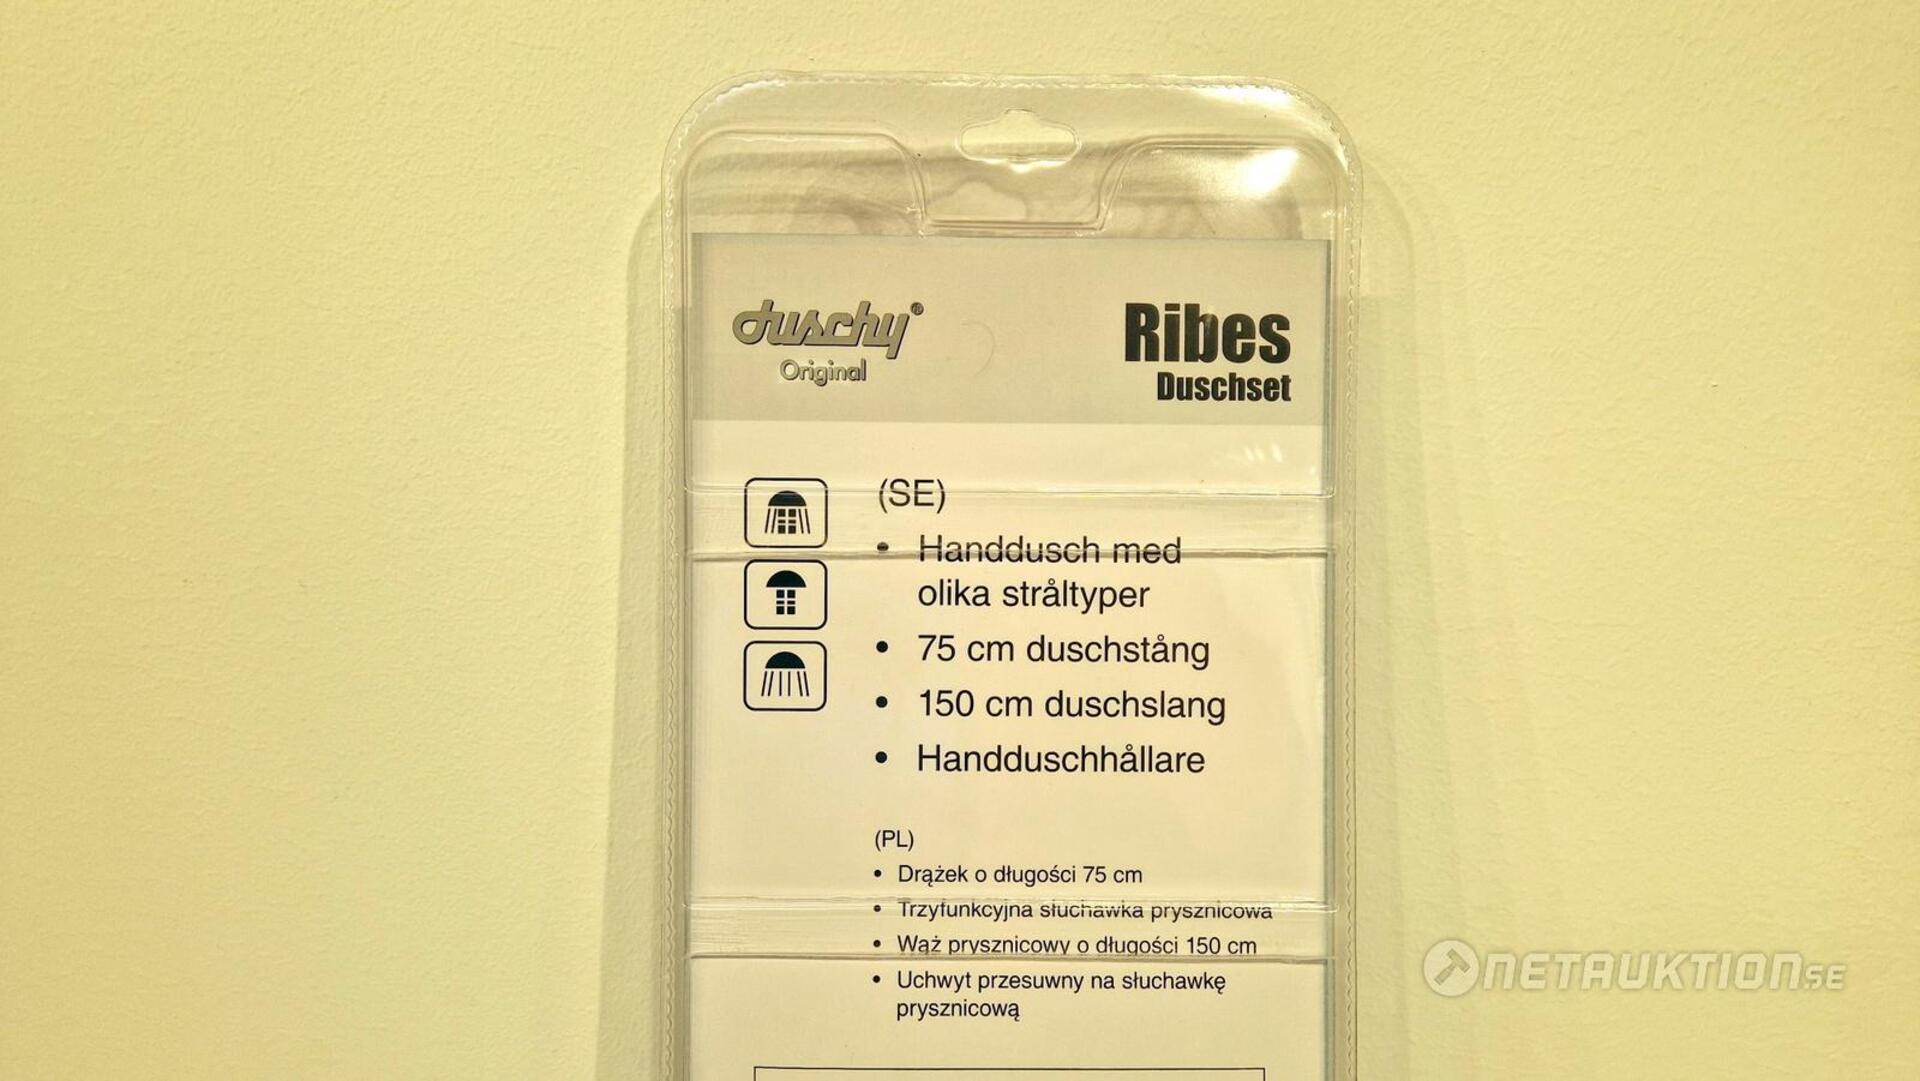 duschy®
Original
Ribes
Duschset
(SE)
• Handdusch med
olika stråltyper
• 75 cm duschstång
• 150 cm duschslang
• Handduschhållare
(PL)
• Drążek o długości 75 cm
• Trzyfunkcyjna słuchawka prysznicowa
• Wąż prysznicowy o długości 150 cm
• Uchwyt przesuwny na słuchawkę
prysznicową
NETAUKTION.SE